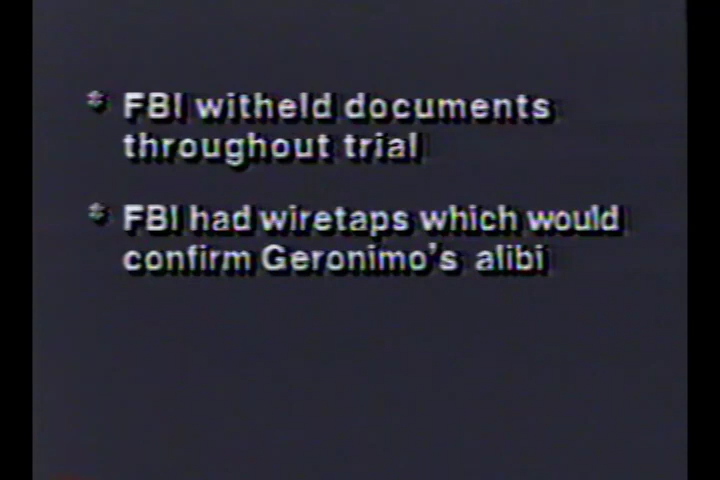 * FBI witheld documents
throughout trial
* FBI had wiretaps which would
confirm Geronimo's alibi